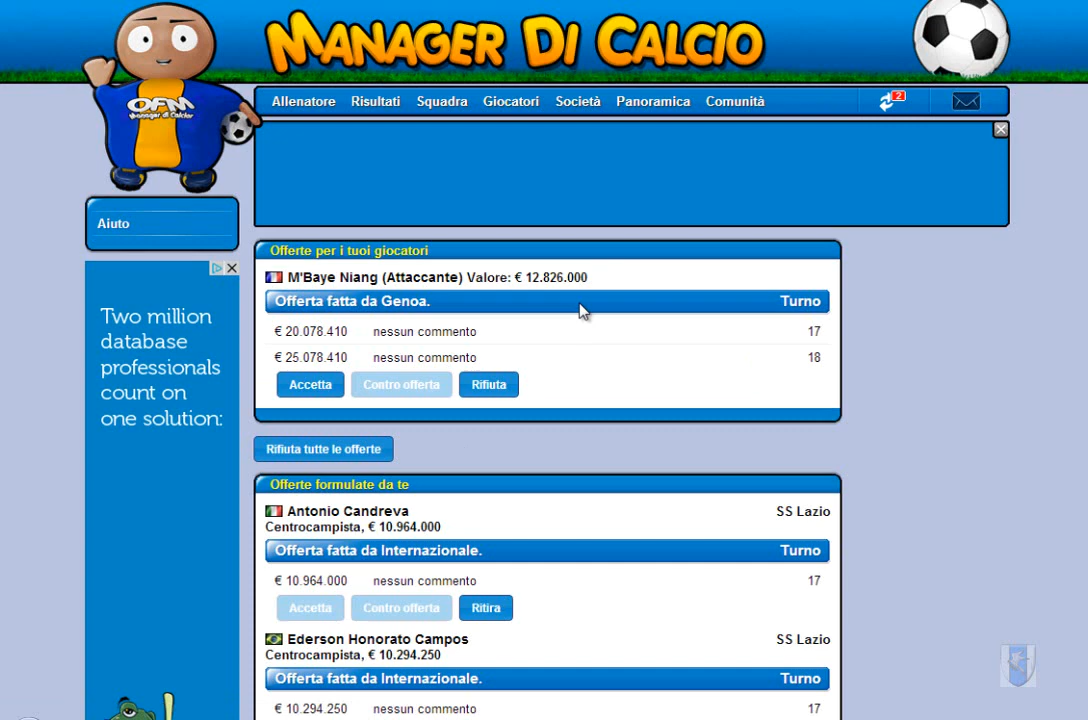 MANAGER DI CALCIO
OFM
Manager di Calcio
Allenatore Risultati Squadra Giocatori Società Panoramica Comunità 2
Aiuto
Two million
database
professionals
count on
one solution:
Offerte per i tuoi giocatori
M'Baye Niang (Attaccante) Valore: € 12.826.000
Offerta fatta da Genoa. Turno
€ 20.078.410 nessun commento 17
€ 25.078.410 nessun commento 18
Accetta Contro offerta Rifiuta
Rifiuta tutte le offerte
Offerte formulate da te
Antonio Candreva SS Lazio
Centrocampista, € 10.964.000
Offerta fatta da Internazionale. Turno
€ 10.964.000 nessun commento 17
Accetta Contro offerta Ritira
Ederson Honorato Campos SS Lazio
Centrocampista, € 10.294.250
Offerta fatta da Internazionale. Turno
€ 10.294.250 nessun commento 17